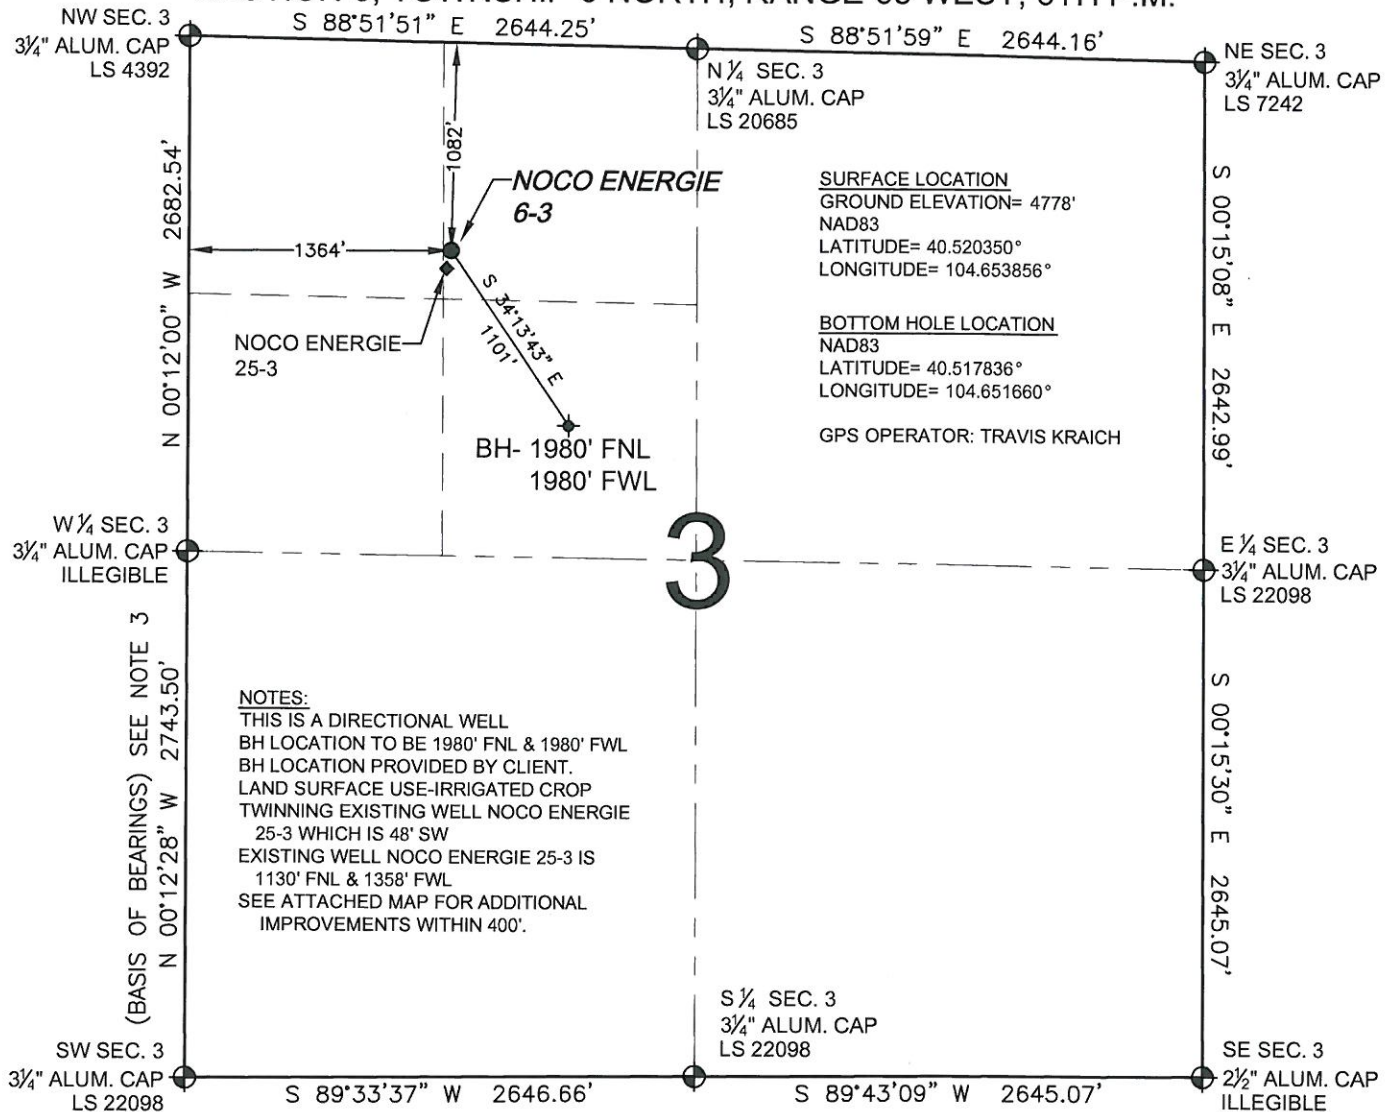 NW SEC. 3
3¼" ALUM. CAP
LS 4392
S 88°51'51" E 2644.25'
S 88°51'59" E 2644.16'
N ¼ SEC. 3
3¼" ALUM. CAP
LS 20685
NE SEC. 3
3¼" ALUM. CAP
LS 7242
N 00°12'00" W 2682.54'
1082'
1364'
NOCO ENERGIE
6-3
NOCO ENERGIE
25-3
S 34°13'43" E
1101'
BH- 1980' FNL
1980' FWL
SURFACE LOCATION
GROUND ELEVATION= 4778'
NAD83
LATITUDE= 40.520350°
LONGITUDE= 104.653856°
BOTTOM HOLE LOCATION
NAD83
LATITUDE= 40.517836°
LONGITUDE= 104.651660°
GPS OPERATOR: TRAVIS KRAICH
S 00°15'08" E 2642.99'
W ¼ SEC. 3
3¼" ALUM. CAP
ILLEGIBLE
3
E ¼ SEC. 3
3¼" ALUM. CAP
LS 22098
(BASIS OF BEARINGS) SEE NOTE 3
N 00°12'28" W 2743.50'
NOTES:
THIS IS A DIRECTIONAL WELL
BH LOCATION TO BE 1980' FNL & 1980' FWL
BH LOCATION PROVIDED BY CLIENT.
LAND SURFACE USE-IRRIGATED CROP
TWINNING EXISTING WELL NOCO ENERGIE
25-3 WHICH IS 48' SW
EXISTING WELL NOCO ENERGIE 25-3 IS
1130' FNL & 1358' FWL
SEE ATTACHED MAP FOR ADDITIONAL
IMPROVEMENTS WITHIN 400'.
S 00°15'30" E 2645.07'
S ¼ SEC. 3
3¼" ALUM. CAP
LS 22098
SW SEC. 3
3¼" ALUM. CAP
LS 22098
S 89°33'37" W 2646.66'
S 89°43'09" W 2645.07'
SE SEC. 3
2½" ALUM. CAP
ILLEGIBLE